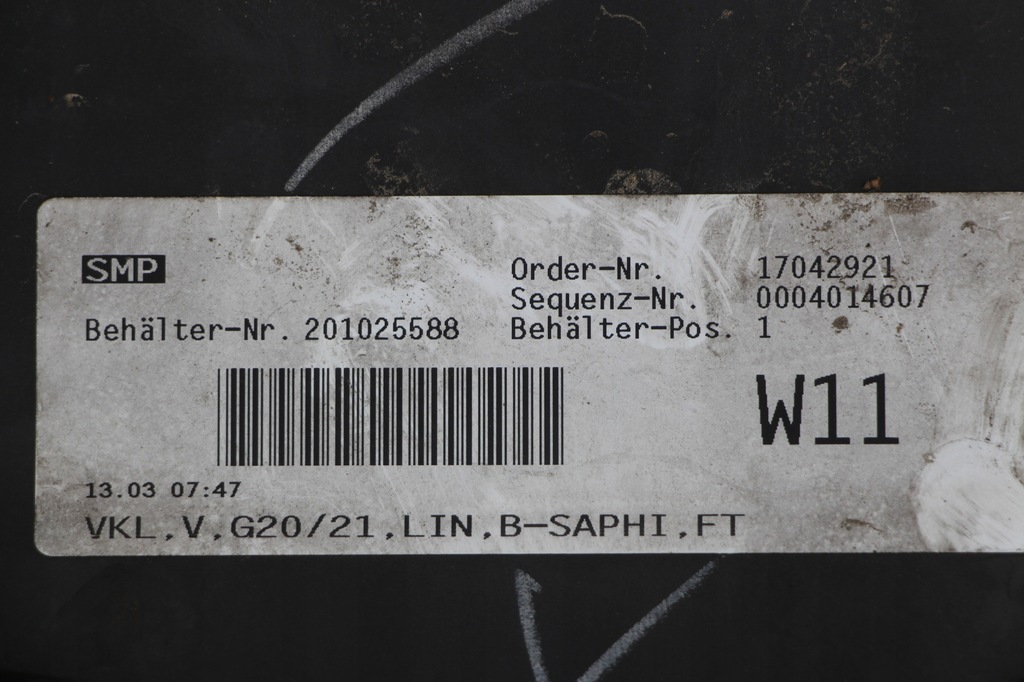 SMP
Order-Nr. 17042921
Sequenz-Nr. 0004014607
Behälter-Nr. 201025588 Behälter-Pos. 1
W11
13.03 07:47
VKL,V,G20/21,LIN,B-SAPHI,FT